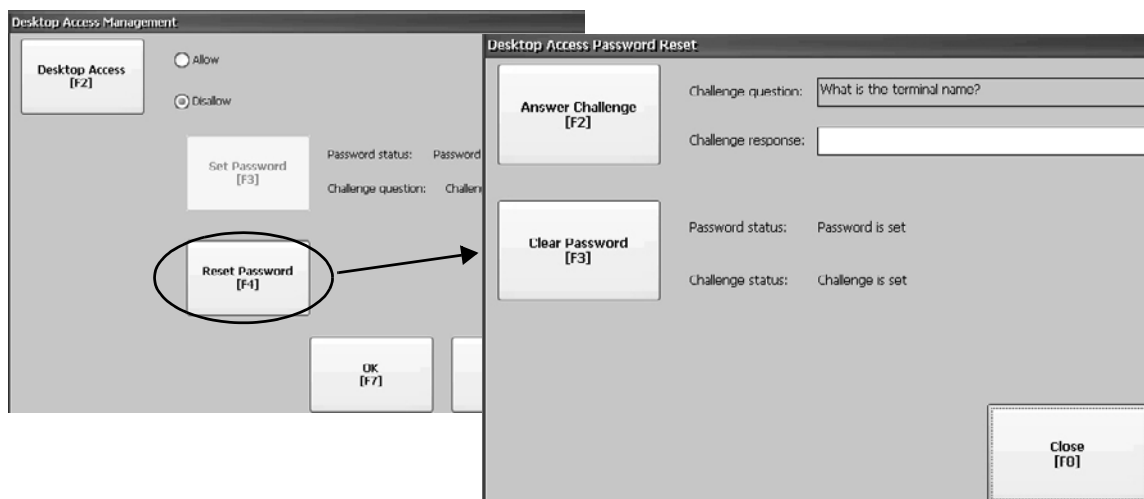 Desktop Access Management
Desktop Access
[F2]
Allow
Disallow
Set Password
[F3]
Password status: Password
Challenge question: Challen
Reset Password
[F4]
OK
[F7]
Desktop Access Password Reset
Answer Challenge
[F2]
Challenge question: What is the terminal name?
Challenge response:
Clear Password
[F3]
Password status: Password is set
Challenge status: Challenge is set
Close
[F8]